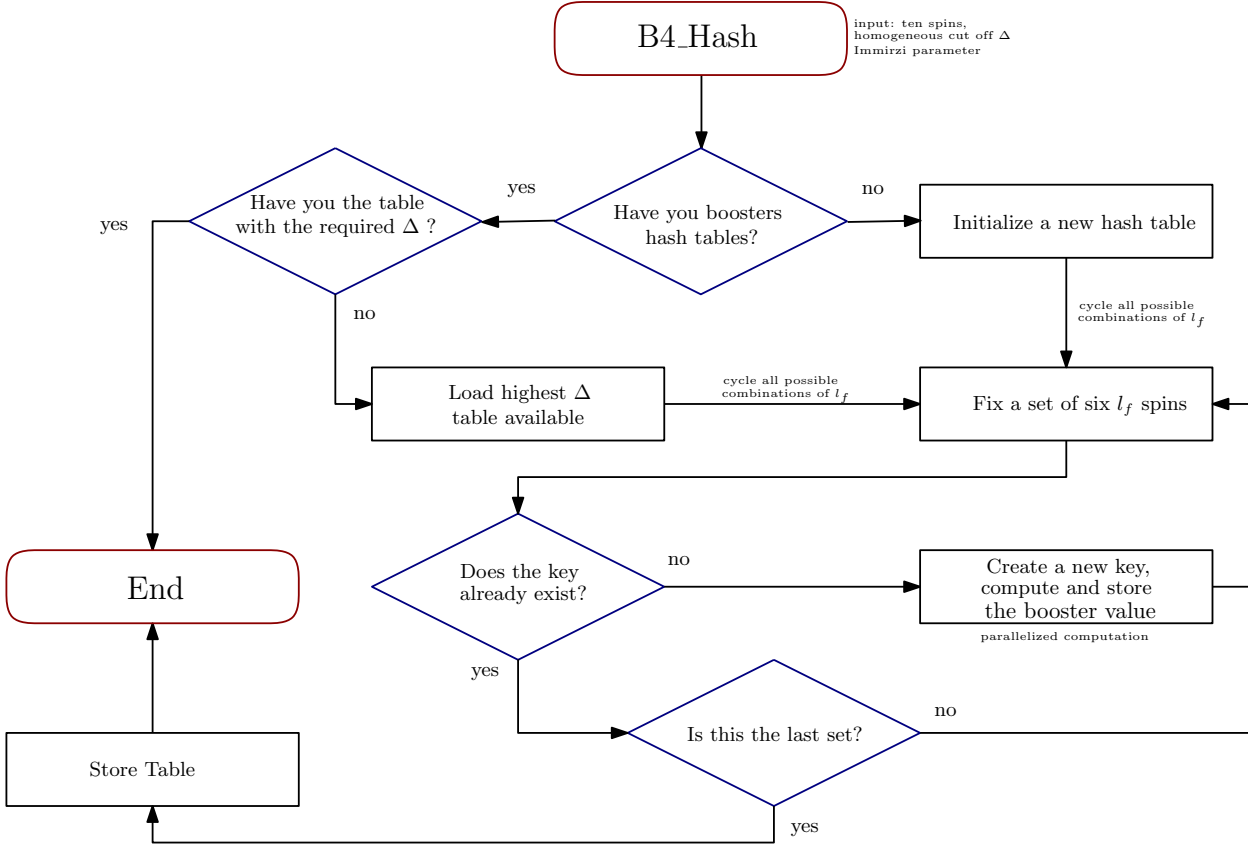 B4_Hash
input: ten spins,
homogeneous cut off Δ
Immirzi parameter
Have you the table
with the required Δ ?
yes
yes
Have you boosters
hash tables?
no
Initialize a new hash table
no
cycle all possible
combinations of l_f
Load highest Δ
table available
cycle all possible
combinations of l_f
Fix a set of six l_f spins
Does the key
already exist?
no
Create a new key,
compute and store
the booster value
parallelized computation
End
yes
Is this the last set?
no
Store Table
yes